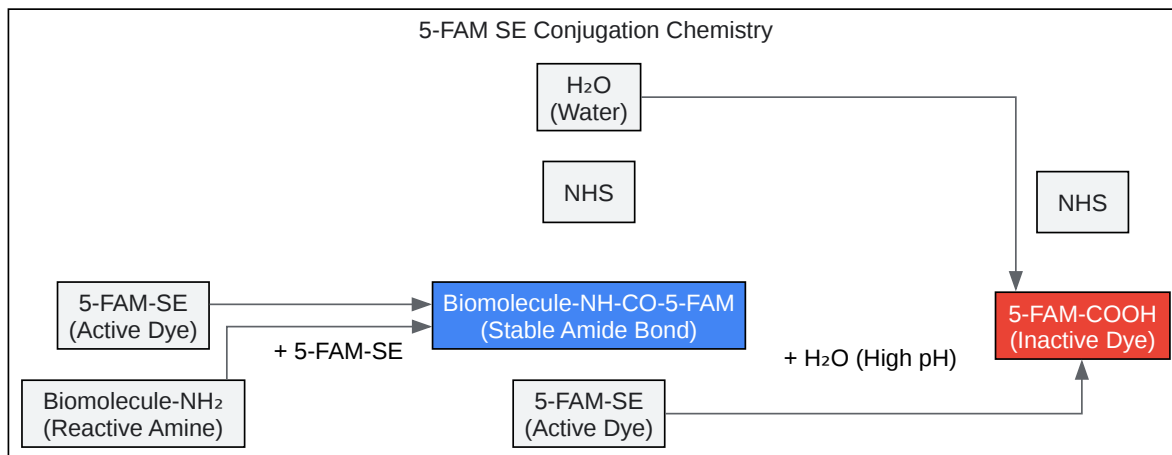 5-FAM SE Conjugation Chemistry
H₂O
(Water)
NHS
NHS
5-FAM-SE
(Active Dye)
Biomolecule-NH-CO-5-FAM
(Stable Amide Bond)
5-FAM-COOH
(Inactive Dye)
+ 5-FAM-SE
+ H₂O (High pH)
Biomolecule-NH₂
(Reactive Amine)
5-FAM-SE
(Active Dye)